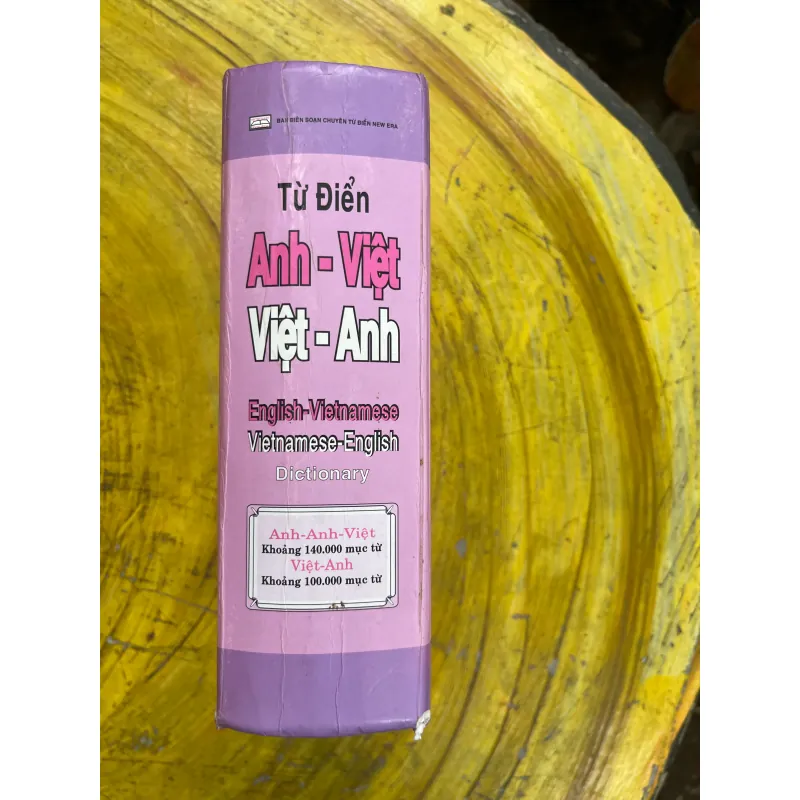 BAN BIÊN SOẠN CHUYÊN TỪ ĐIỂN NEW ERA
Từ Điển
Anh - Việt
Việt - Anh
English-Vietnamese
Vietnamese-English
Dictionary
Anh-Anh-Việt
Khoảng 140.000 mục từ
Việt-Anh
Khoảng 100.000 mục từ